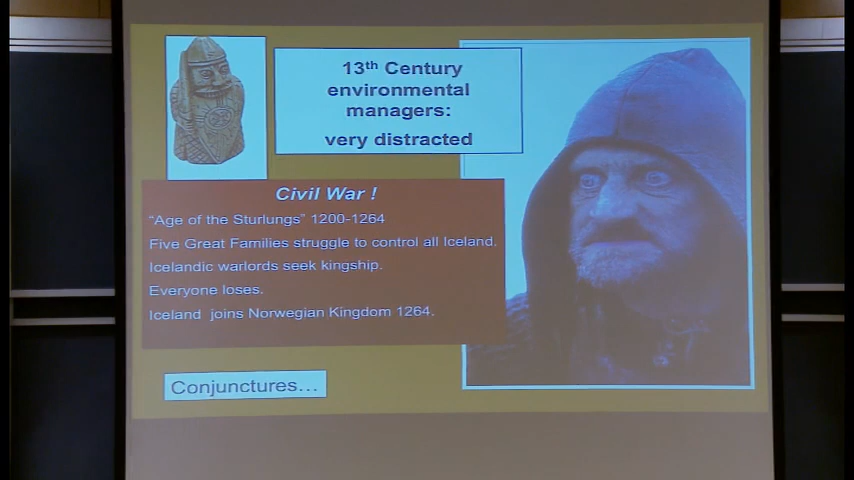 13th Century
environmental
managers:
very distracted
Civil War !
"Age of the Sturlungs" 1200-1264
Five Great Families struggle to control all Iceland.
Icelandic warlords seek kingship.
Everyone loses.
Iceland joins Norwegian Kingdom 1264.
Conjunctures...